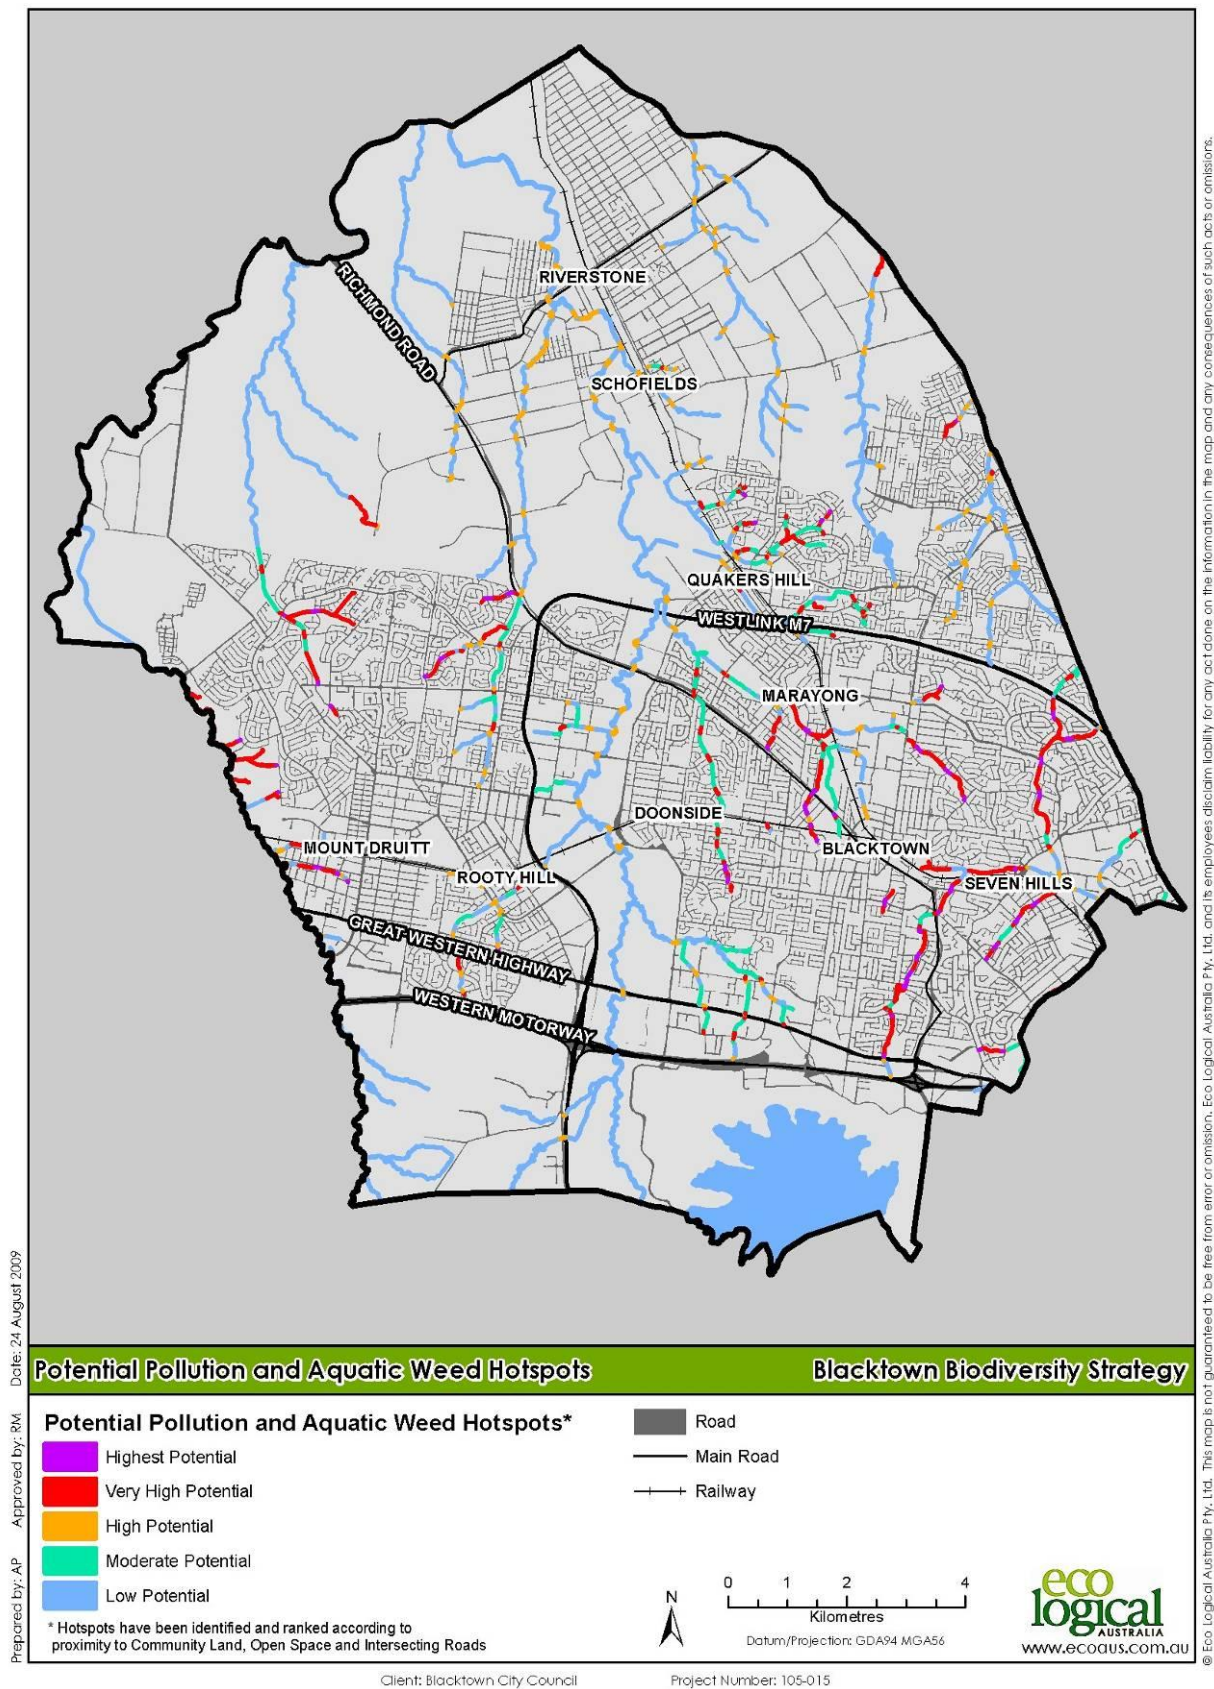 RIVERSTONE
RICHMOND ROAD
SCHOFIELDS
QUAKERS HILL
WESTLINK M7
MARAYONG
DOONSIDE
MOUNT DRUITT
BLACKTOWN
ROOTY HILL
SEVEN HILLS
GREAT WESTERN HIGHWAY
WESTERN MOTORWAY
Potential Pollution and Aquatic Weed Hotspots
Blacktown Biodiversity Strategy
Potential Pollution and Aquatic Weed Hotspots*
Highest Potential
Very High Potential
High Potential
Moderate Potential
Low Potential
* Hotspots have been identified and ranked according to
proximity to Community Land, Open Space and Intersecting Roads
Road
Main Road
Railway
N
0 1 2 4
Kilometres
Datum/Projection: GDA94 MGA56
eco
logical
AUSTRALIA
www.ecoaus.com.au
Prepared by: AP Approved by: RM Date: 24 August 2009
© Eco Logical Australia Pty. Ltd. This map is not guaranteed to be free from error or omission. Eco Logical Australia Pty. Ltd. and its employees disclaim liability for any act done on the information in the map and any consequences of such acts or omissions.
Client: Blacktown City Council
Project Number: 105-015